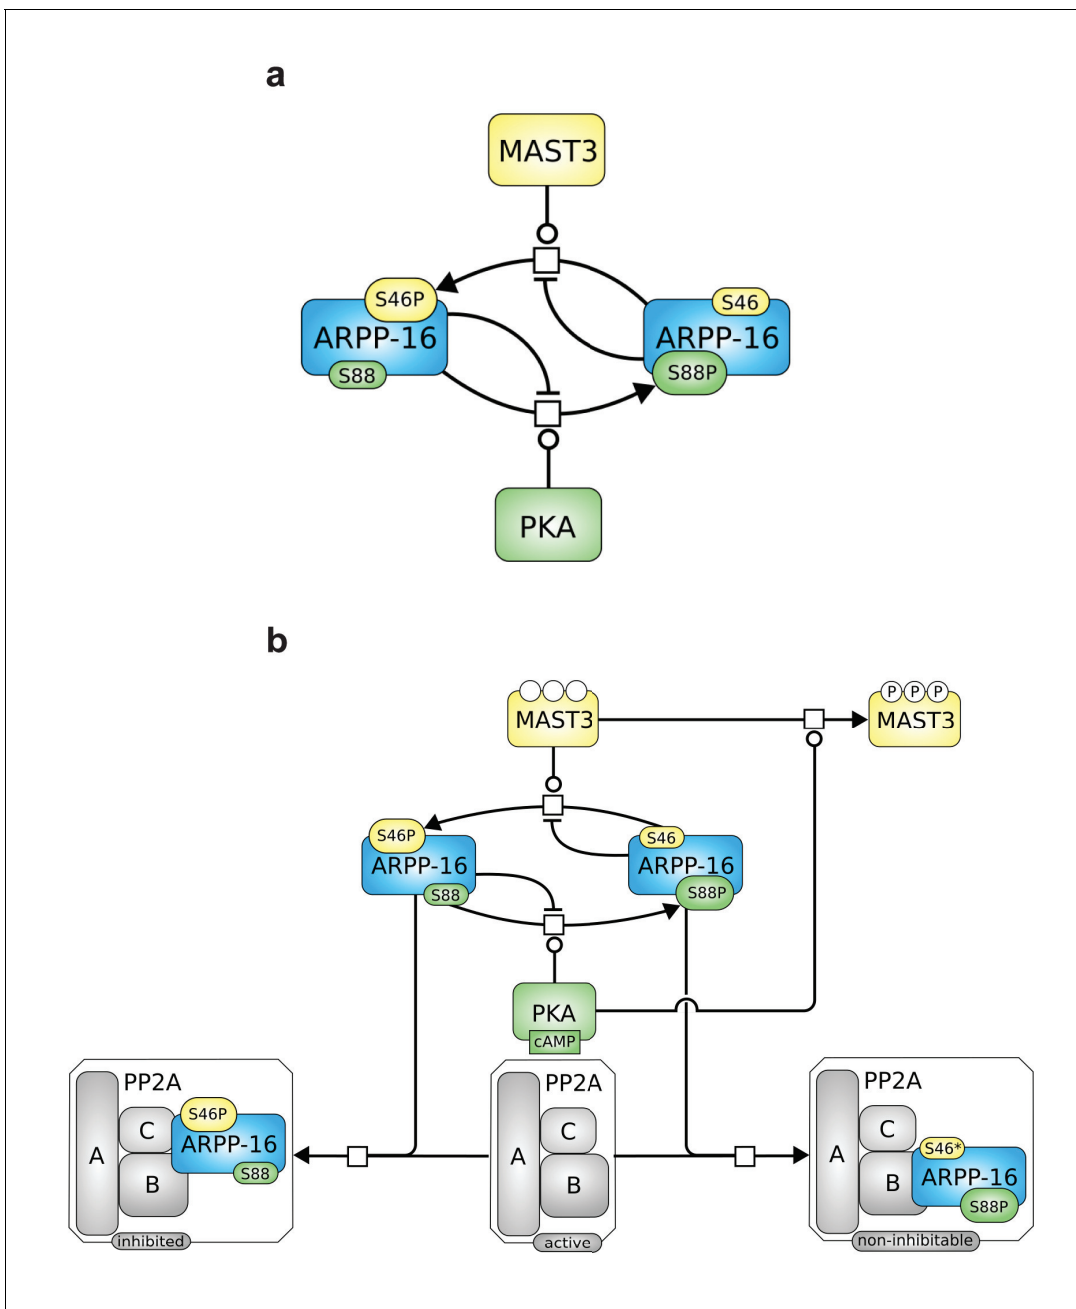 a
MAST3
S46P
ARPP-16
S88
S46
ARPP-16
S88P
PKA
b
MAST3
P P P
MAST3
S46P
ARPP-16
S88
S46
ARPP-16
S88P
PKA
cAMP
PP2A
A
C
B
S46P
ARPP-16
S88
inhibited
PP2A
A
C
B
active
PP2A
A
C
B
S46*
ARPP-16
S88P
non-inhibitable